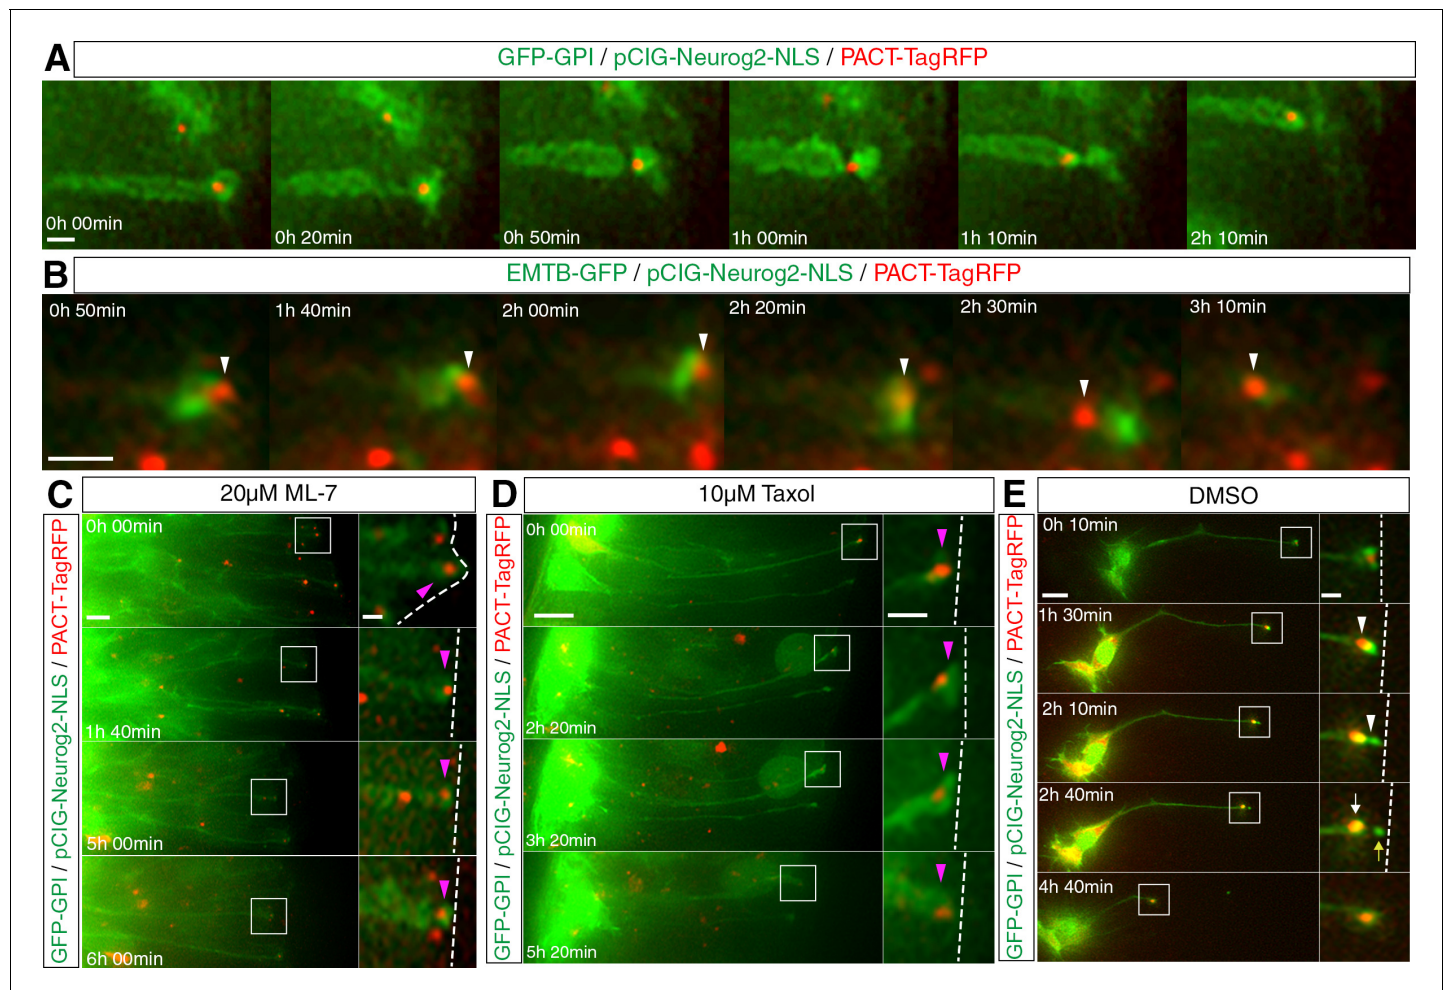 A
GFP-GPI / pCIG-Neurog2-NLS / PACT-TagRFP
0h 00min
0h 20min
0h 50min
1h 00min
1h 10min
2h 10min
B
EMTB-GFP / pCIG-Neurog2-NLS / PACT-TagRFP
0h 50min
1h 40min
2h 00min
2h 20min
2h 30min
3h 10min
C
20µM ML-7
GFP-GPI / pCIG-Neurog2-NLS / PACT-TagRFP
0h 00min
1h 40min
5h 00min
6h 00min
D
10µM Taxol
GFP-GPI / pCIG-Neurog2-NLS / PACT-TagRFP
0h 00min
2h 20min
3h 20min
5h 20min
E
DMSO
GFP-GPI / pCIG-Neurog2-NLS / PACT-TagRFP
0h 10min
1h 30min
2h 10min
2h 40min
4h 40min